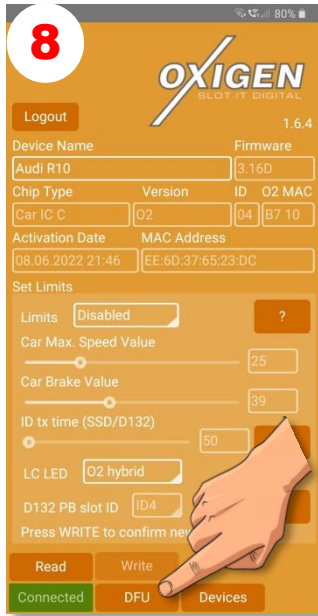 80%
8
OXIGEN
SLOT.IT DIGITAL
Logout
1.6.4
Device Name Firmware
Audi R10 3.16D
Chip Type Version ID O2 MAC
Car IC C O2 04 B7 10
Activation Date MAC Address
08.06.2022 21:46 EE:6D:37:65:23:DC
Set Limits
Limits Disabled ?
Car Max. Speed Value
25
Car Brake Value
39
ID tx time (SSD/D132)
50
LC LED O2 hybrid
D132 PB slot ID ID4
Press WRITE to confirm
Read Write
Connected DFU Devices